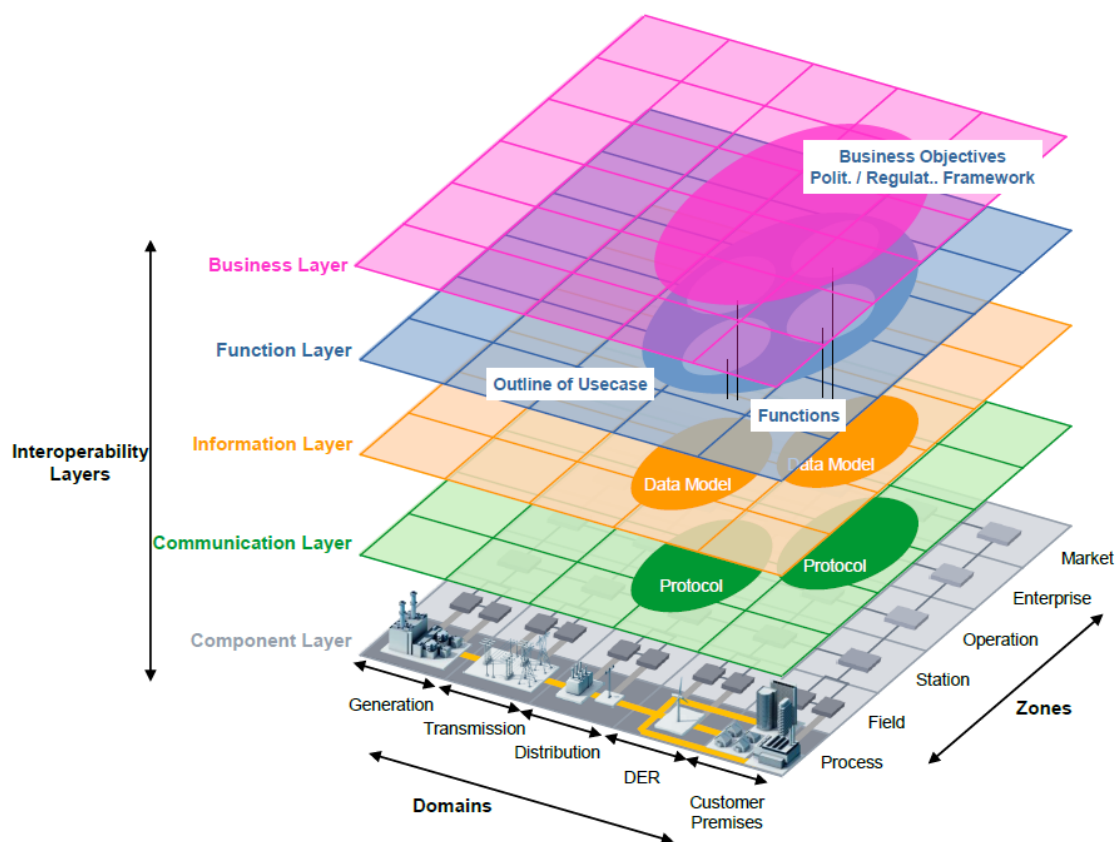 Business Objectives
Polit. / Regulat.. Framework
Business Layer
Function Layer
Outline of Usecase
Functions
Interoperability
Layers
Information Layer
Data Model
Data Model
Communication Layer
Protocol
Protocol
Component Layer
Market
Enterprise
Operation
Station
Field
Process
Zones
Generation
Transmission
Distribution
DER
Customer
Premises
Domains